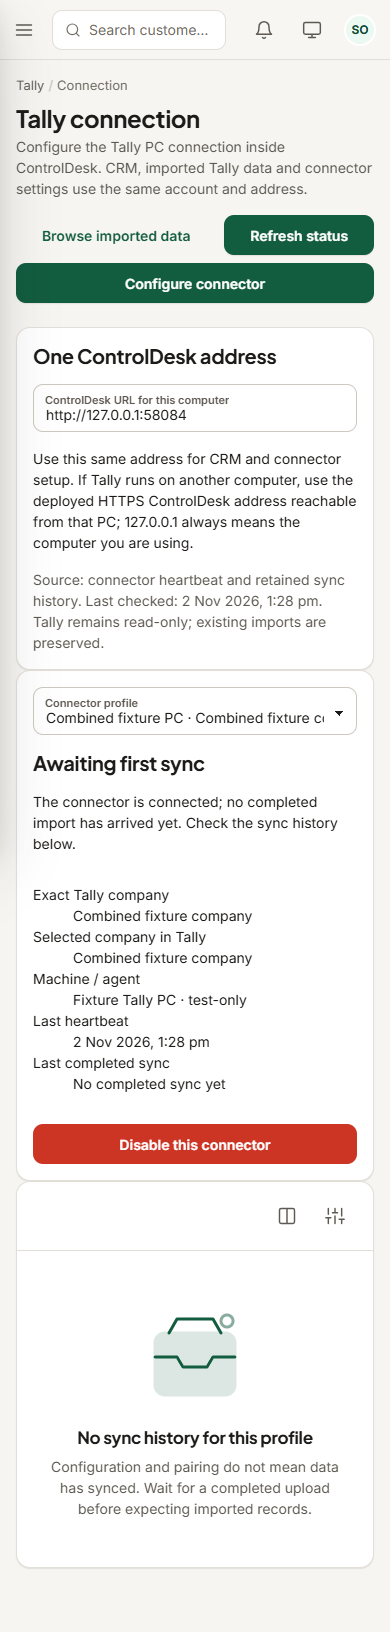 Search custome...
SO
Tally / Connection
Tally connection
Configure the Tally PC connection inside
ControlDesk. CRM, imported Tally data and connector
settings use the same account and address.
Browse imported data
Refresh status
Configure connector
One ControlDesk address
ControlDesk URL for this computer
http://127.0.0.1:58084
Use this same address for CRM and connector
setup. If Tally runs on another computer, use the
deployed HTTPS ControlDesk address reachable
from that PC; 127.0.0.1 always means the
computer you are using.
Source: connector heartbeat and retained sync
history. Last checked: 2 Nov 2026, 1:28 pm.
Tally remains read-only; existing imports are
preserved.
Connector profile
Combined fixture PC · Combined fixture c
Awaiting first sync
The connector is connected; no completed
import has arrived yet. Check the sync history
below.
Exact Tally company
Combined fixture company
Selected company in Tally
Combined fixture company
Machine / agent
Fixture Tally PC · test-only
Last heartbeat
2 Nov 2026, 1:28 pm
Last completed sync
No completed sync yet
Disable this connector
No sync history for this profile
Configuration and pairing do not mean data
has synced. Wait for a completed upload
before expecting imported records.